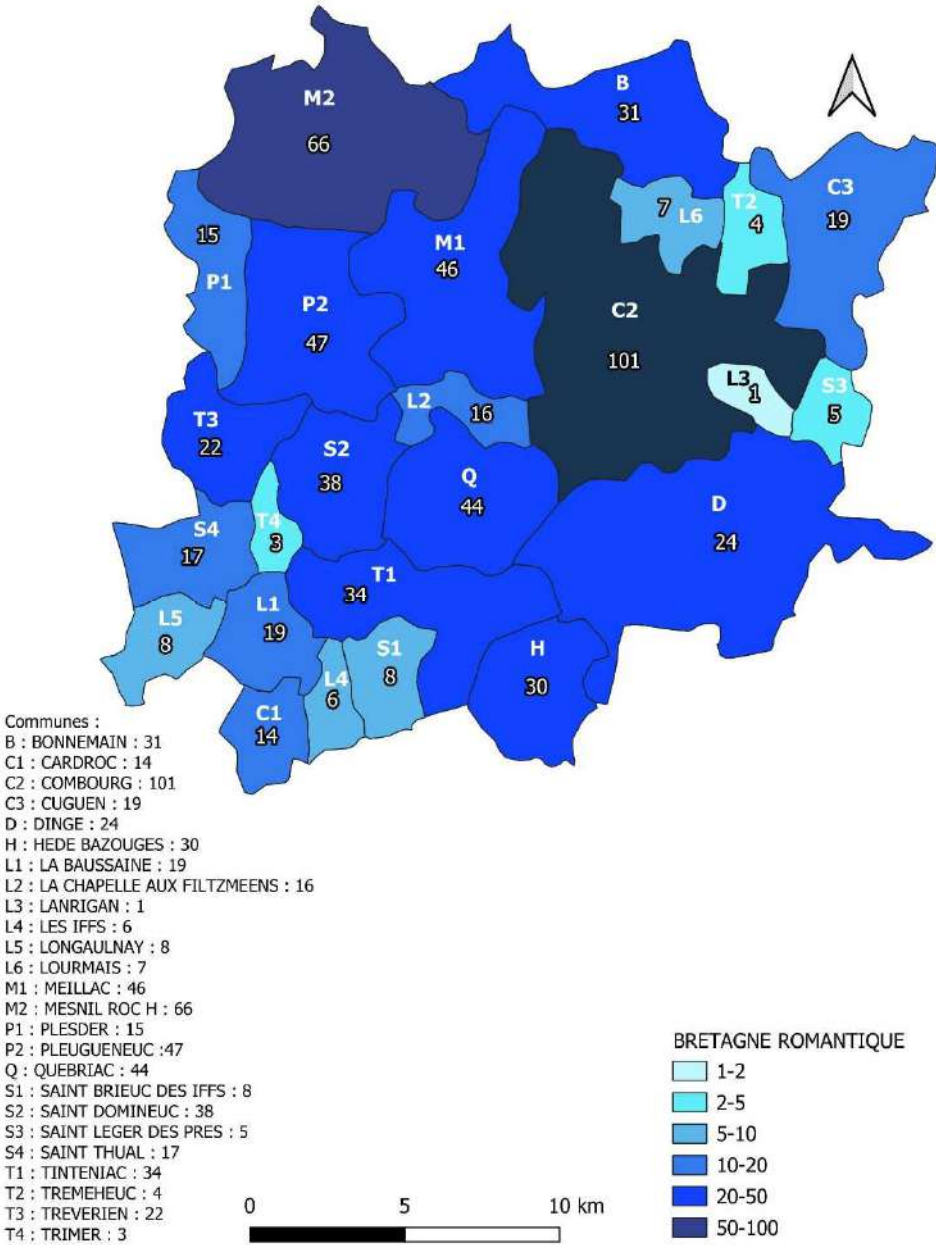 M2
66
B
31
C3
19
T2
4
7
L6
15
P1
M1
46
P2
47
C2
101
L3
1
S3
5
L2
16
T3
22
S2
38
Q
44
D
24
S4
17
T4
3
T1
34
L5
8
L1
19
S1
8
L4
6
H
30
C1
14
Communes :
B : BONNEMAIN : 31
C1 : CARDROC : 14
C2 : COMBOURG : 101
C3 : CUGUEN : 19
D : DINGE : 24
H : HEDE BAZOUGES : 30
L1 : LA BAUSSAINE : 19
L2 : LA CHAPELLE AUX FILTZMEENS : 16
L3 : LANRIGAN : 1
L4 : LES IFFS : 6
L5 : LONGAULNAY : 8
L6 : LOURMAIS : 7
M1 : MEILLAC : 46
M2 : MESNIL ROC H : 66
P1 : PLESDER : 15
P2 : PLEUGUENEUC :47
Q : QUEBRIAC : 44
S1 : SAINT BRIEUC DES IFFS : 8
S2 : SAINT DOMINEUC : 38
S3 : SAINT LEGER DES PRES : 5
S4 : SAINT THUAL : 17
T1 : TINTENIAC : 34
T2 : TREMEHEUC : 4
T3 : TREVERIEN : 22
T4 : TRIMER : 3
0 5 10 km
BRETAGNE ROMANTIQUE
1-2
2-5
5-10
10-20
20-50
50-100